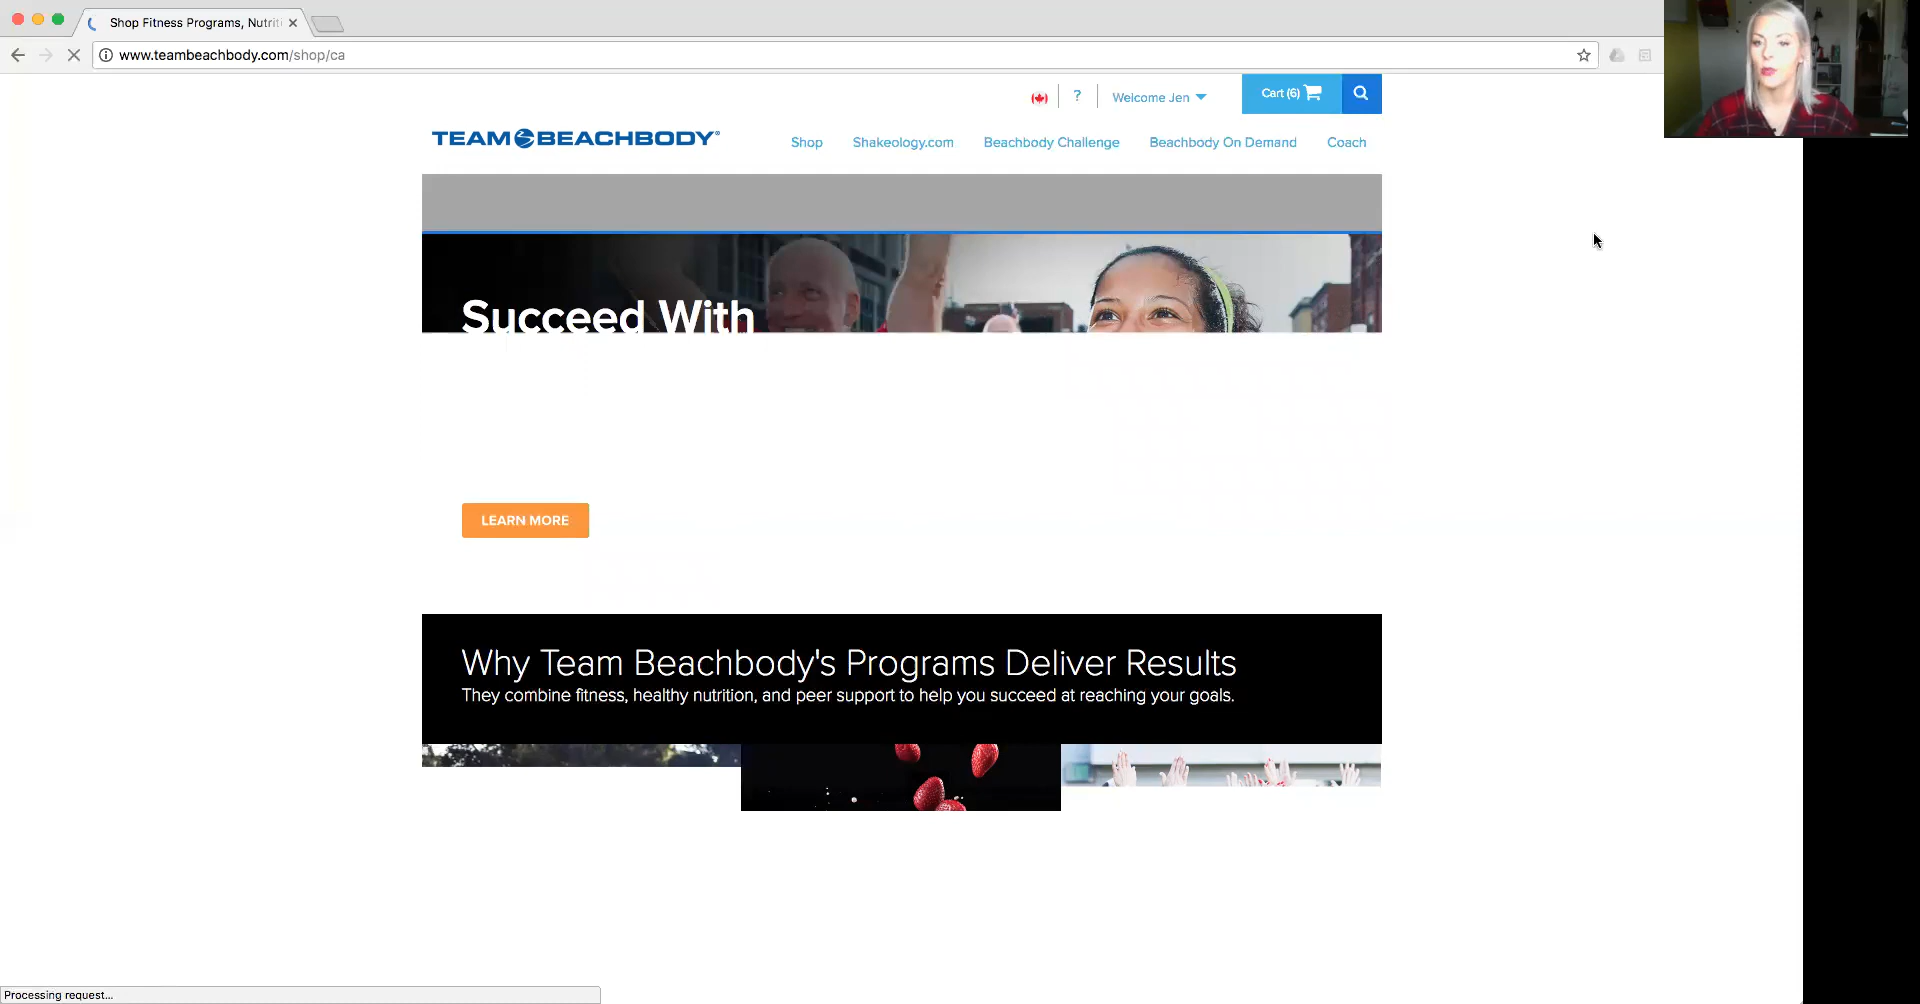 Shop Fitness Programs, Nutrit
www.teambeachbody.com/shop/ca
? Welcome Jen Cart (6)
TEAM BEACHBODY®
Shop Shakeology.com Beachbody Challenge Beachbody On Demand Coach
Succeed With
LEARN MORE
Why Team Beachbody's Programs Deliver Results
They combine fitness, healthy nutrition, and peer support to help you succeed at reaching your goals.
Processing request...